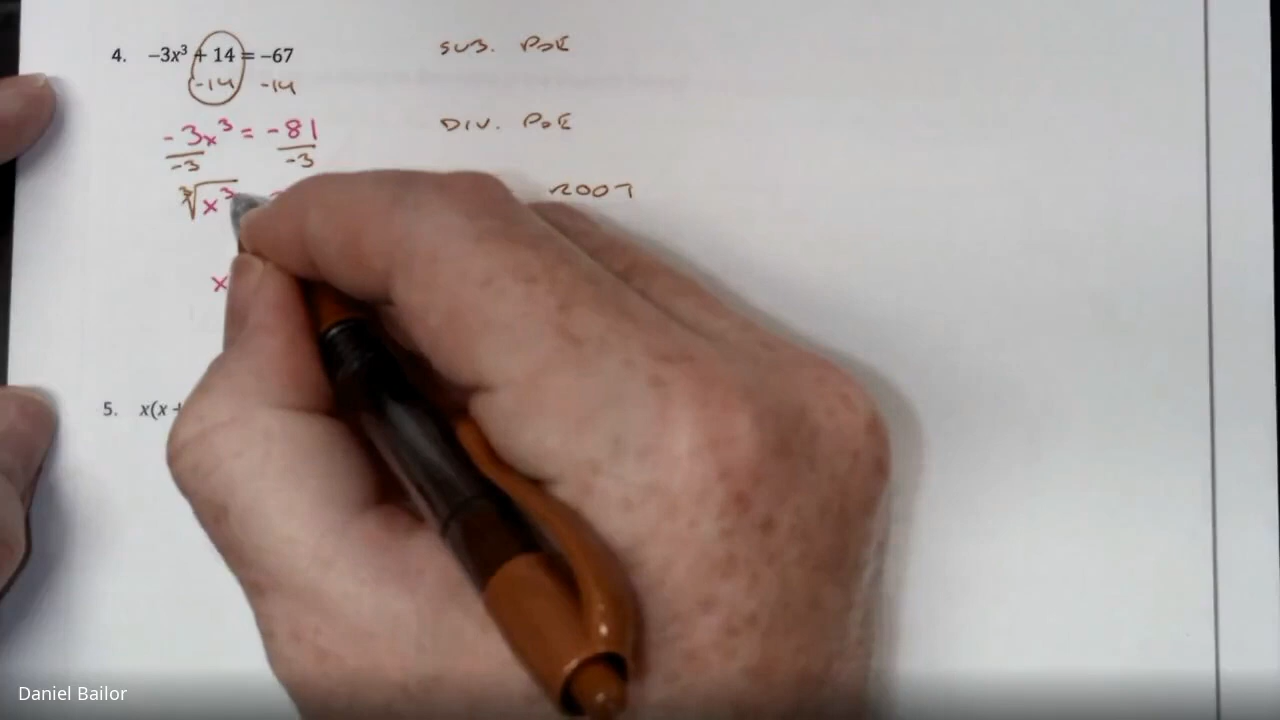 4. −3x³ + 14 = −67 SUB. PoE
-14 -14
-3x³ = -81 DIV. PoE
-3 -3
∛x³ ROOT
x
5. x(x +
Daniel Bailor